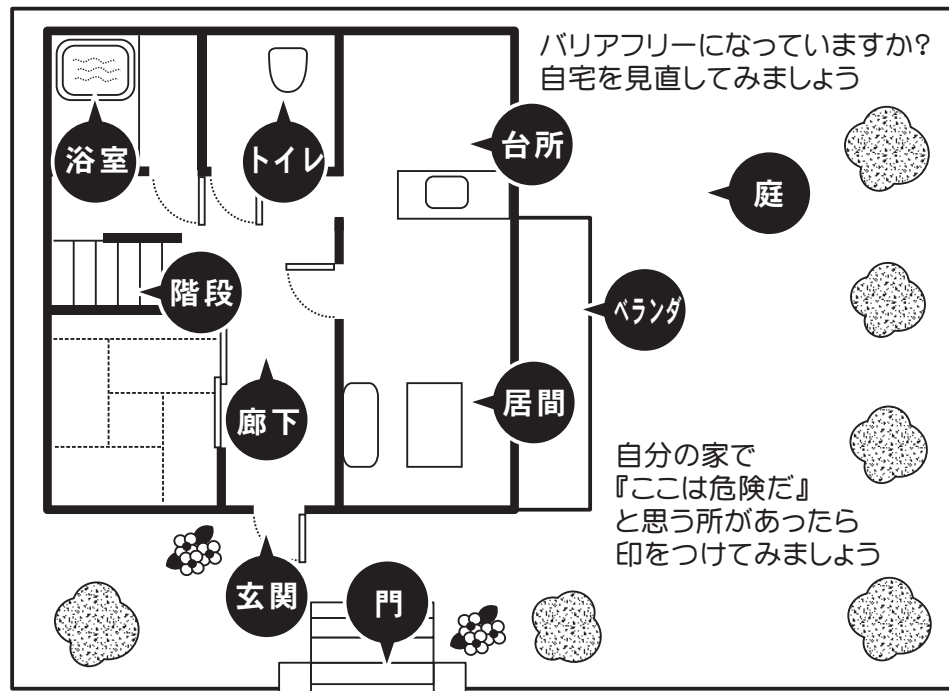 バリアフリーになっていますか?
自宅を見直してみましょう
浴室
トイレ
台所
庭
階段
ベランダ
廊下
居間
自分の家で
『ここは危険だ』
と思う所があったら
印をつけてみましょう
玄関
門